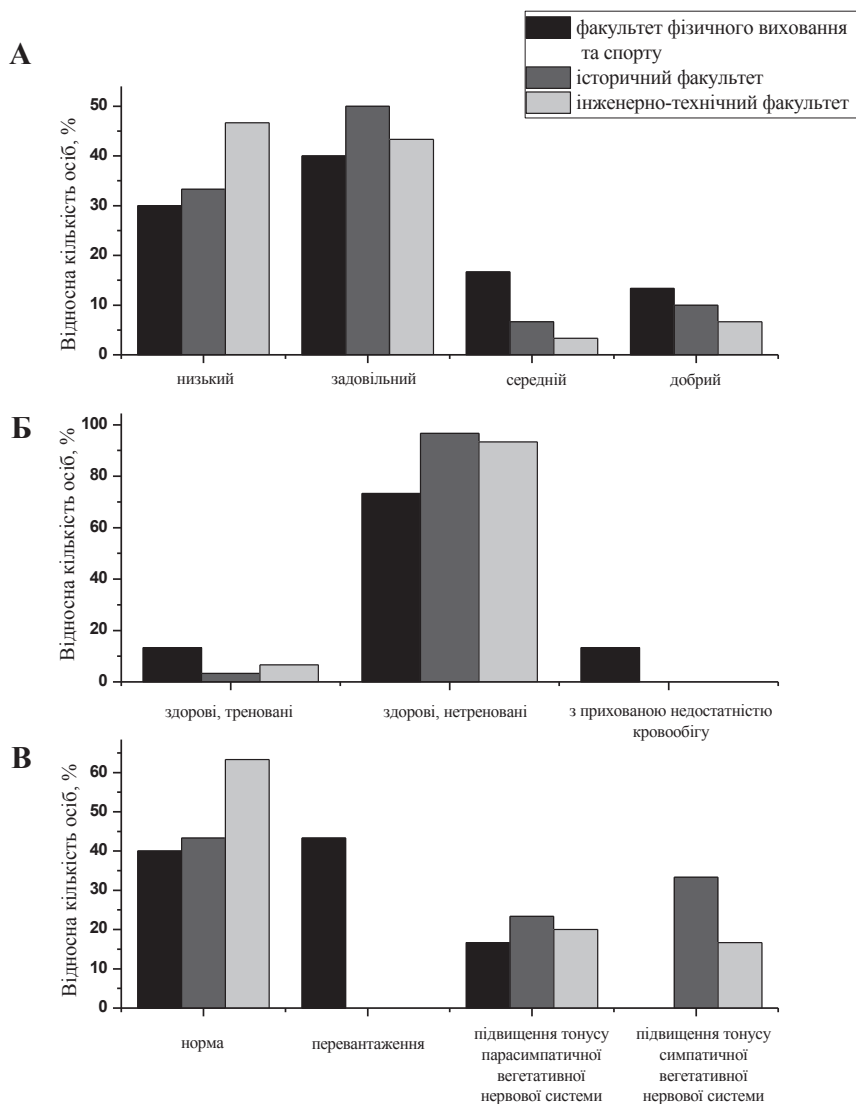 факультет фізичного виховання
та спорту
історичний факультет
інженерно-технічний факультет
А
Відносна кількість осіб, %
50
40
30
20
10
0
низький задовільний середній добрий
Б
Відносна кількість осіб, %
100
80
60
40
20
0
здорові, треновані здорові, нетреновані з прихованою недостатністю
кровообігу
В
Відносна кількість осіб, %
60
50
40
30
20
10
0
норма перевантаження
підвищення тонусу
парасимпатичної
вегетативної
нервової системи
підвищення тонусу
симпатичної
вегетативної
нервової системи